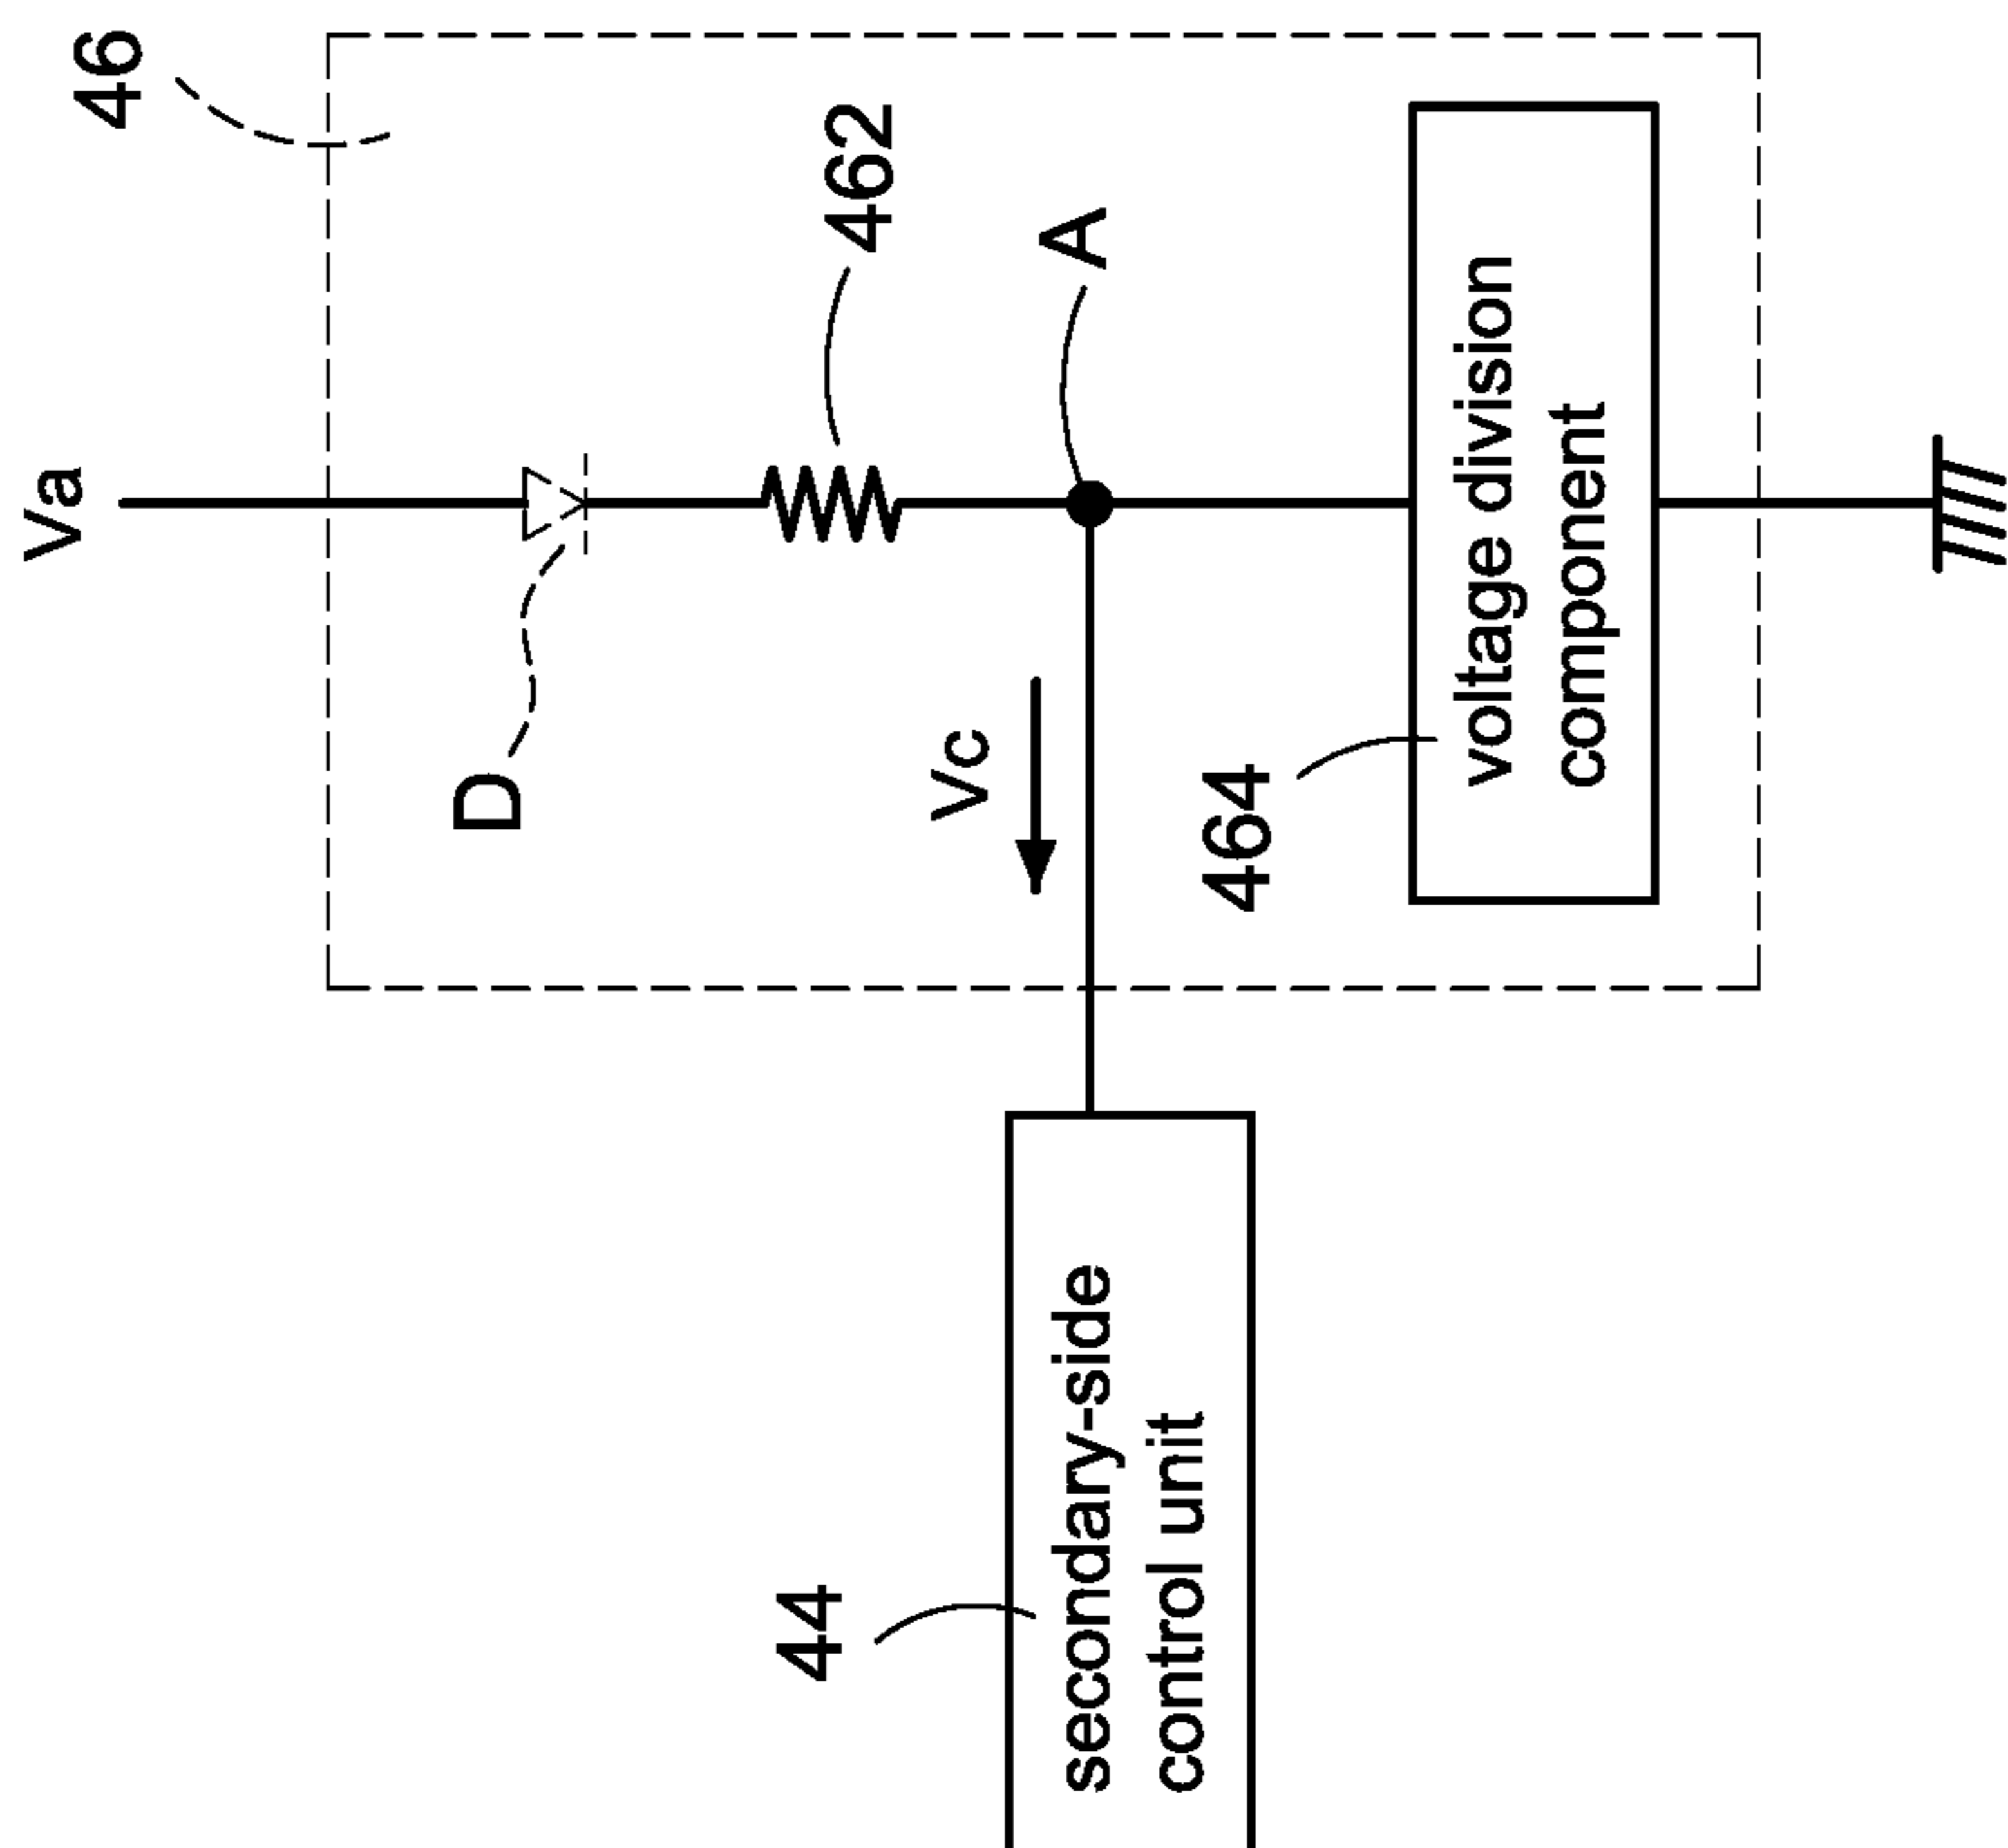 46
Va
462
A
D
Vc
464
voltage division
component
44
secondary-side
control unit